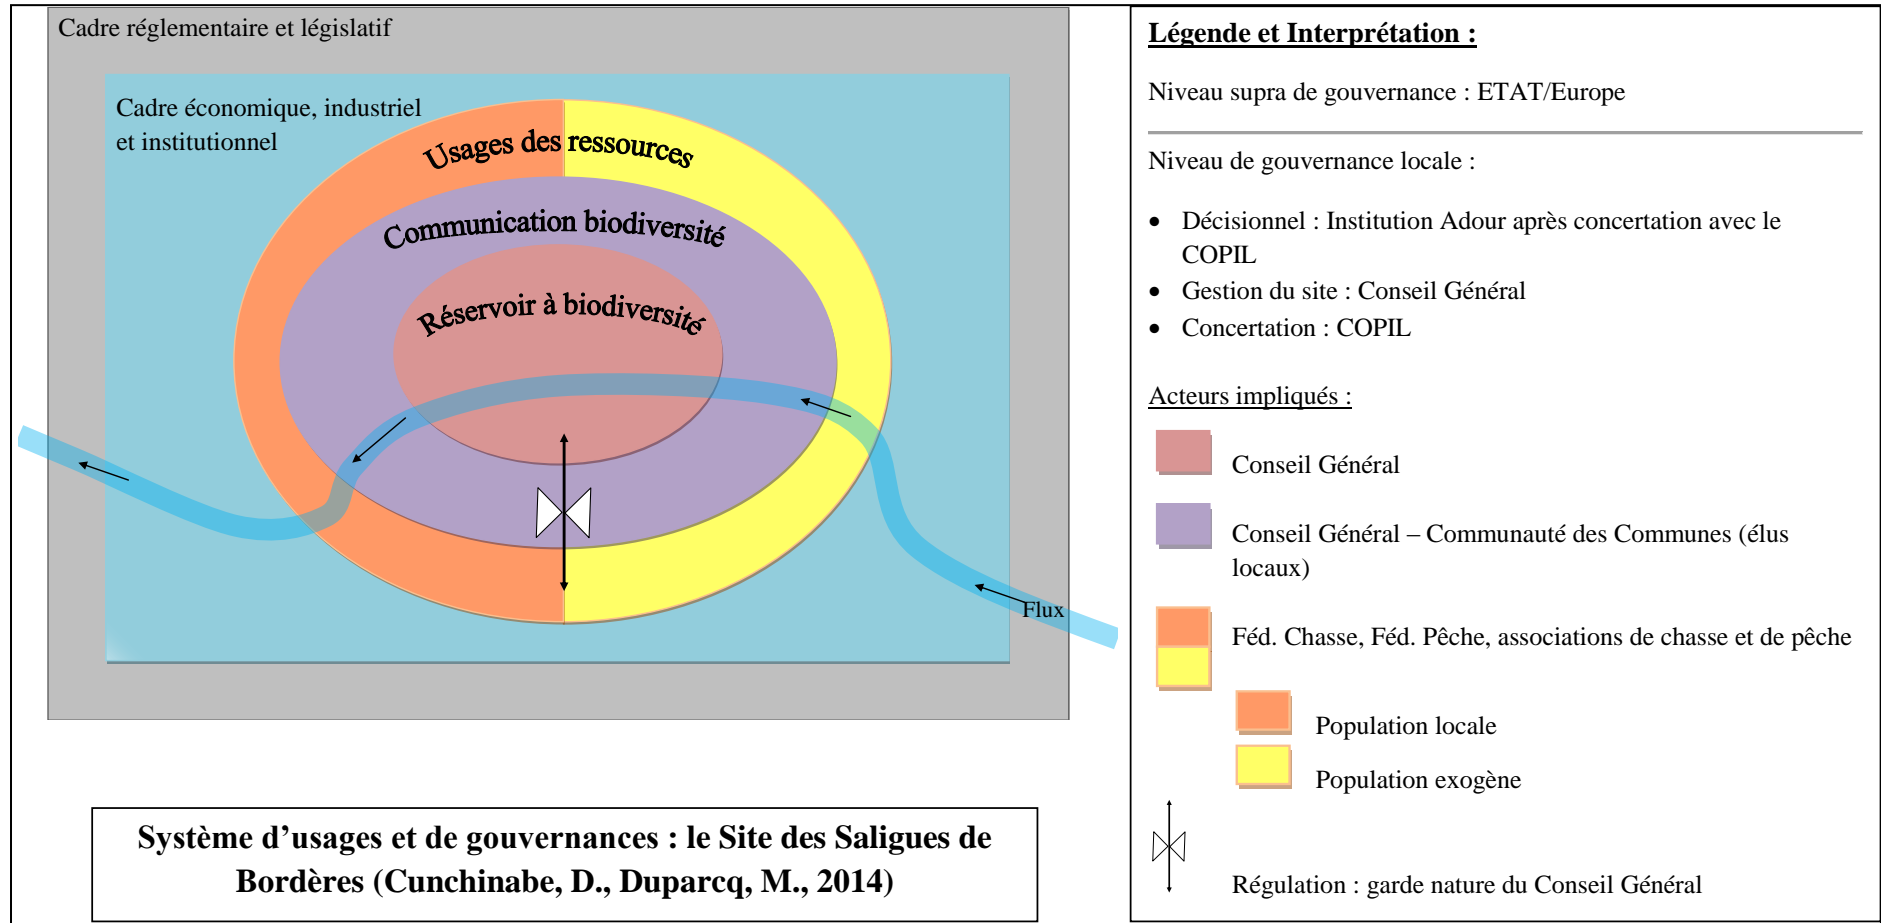 Cadre réglementaire et législatif
Cadre économique, industriel
et institutionnel
Usages des ressources
Communication biodiversité
Réservoir à biodiversité
Flux
Système d’usages et de gouvernances : le Site des Saligues de
Bordères (Cunchinabe, D., Duparcq, M., 2014)
Légende et Interprétation :
Niveau supra de gouvernance : ETAT/Europe
Niveau de gouvernance locale :
• Décisionnel : Institution Adour après concertation avec le
COPIL
• Gestion du site : Conseil Général
• Concertation : COPIL
Acteurs impliqués :
Conseil Général
Conseil Général – Communauté des Communes (élus
locaux)
Féd. Chasse, Féd. Pêche, associations de chasse et de pêche
Population locale
Population exogène
Régulation : garde nature du Conseil Général